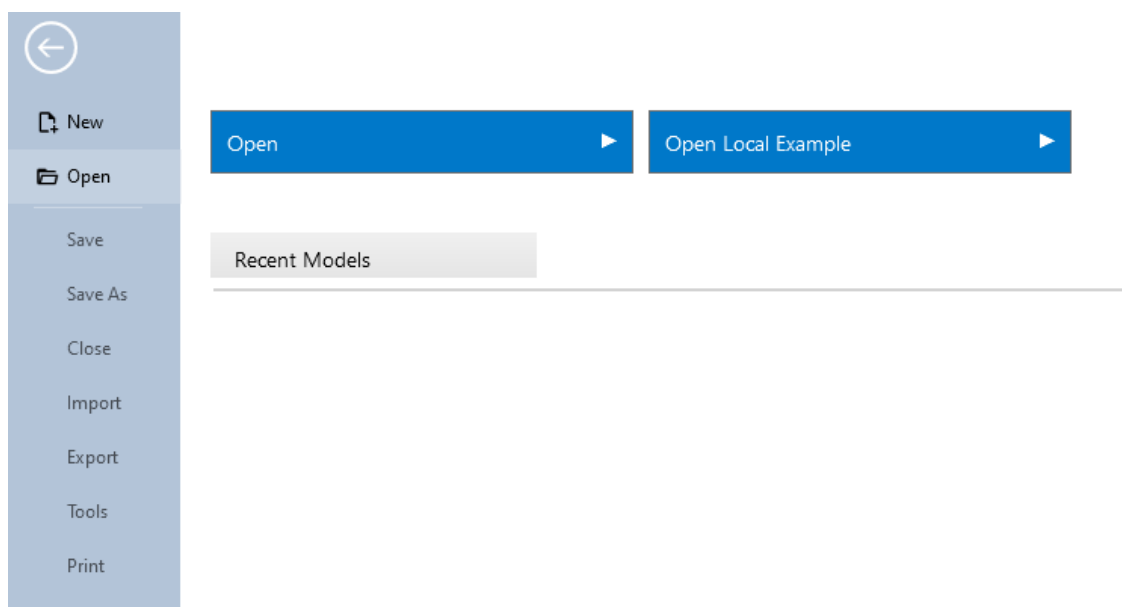 New
Open
Save
Save As
Close
Import
Export
Tools
Print
Open
Open Local Example
Recent Models